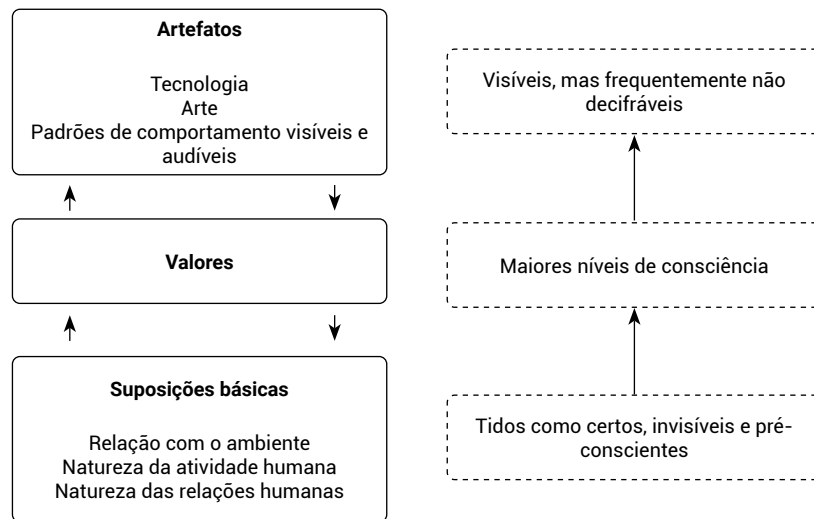 Artefatos
Tecnologia
Arte
Padrões de comportamento visíveis e
audíveis
Visíveis, mas frequentemente não
decifráveis
Valores
Maiores níveis de consciência
Suposições básicas
Relação com o ambiente
Natureza da atividade humana
Natureza das relações humanas
Tidos como certos, invisíveis e pré-
conscientes